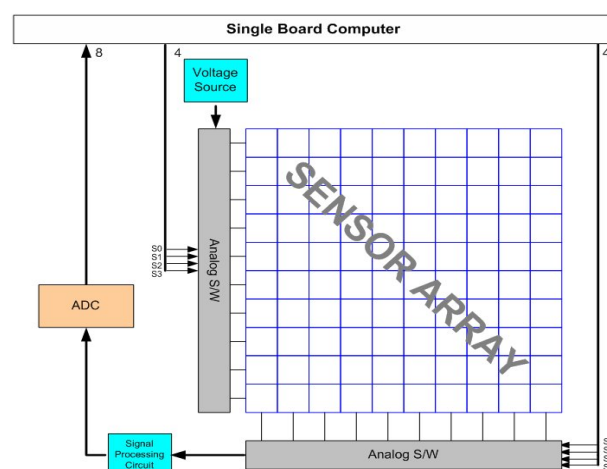 Single Board Computer
8
4
4
Voltage
Source
S0
S1
S2
S3
Analog S/W
SENSOR ARRAY
ADC
Signal
Processing
Circuit
Analog S/W